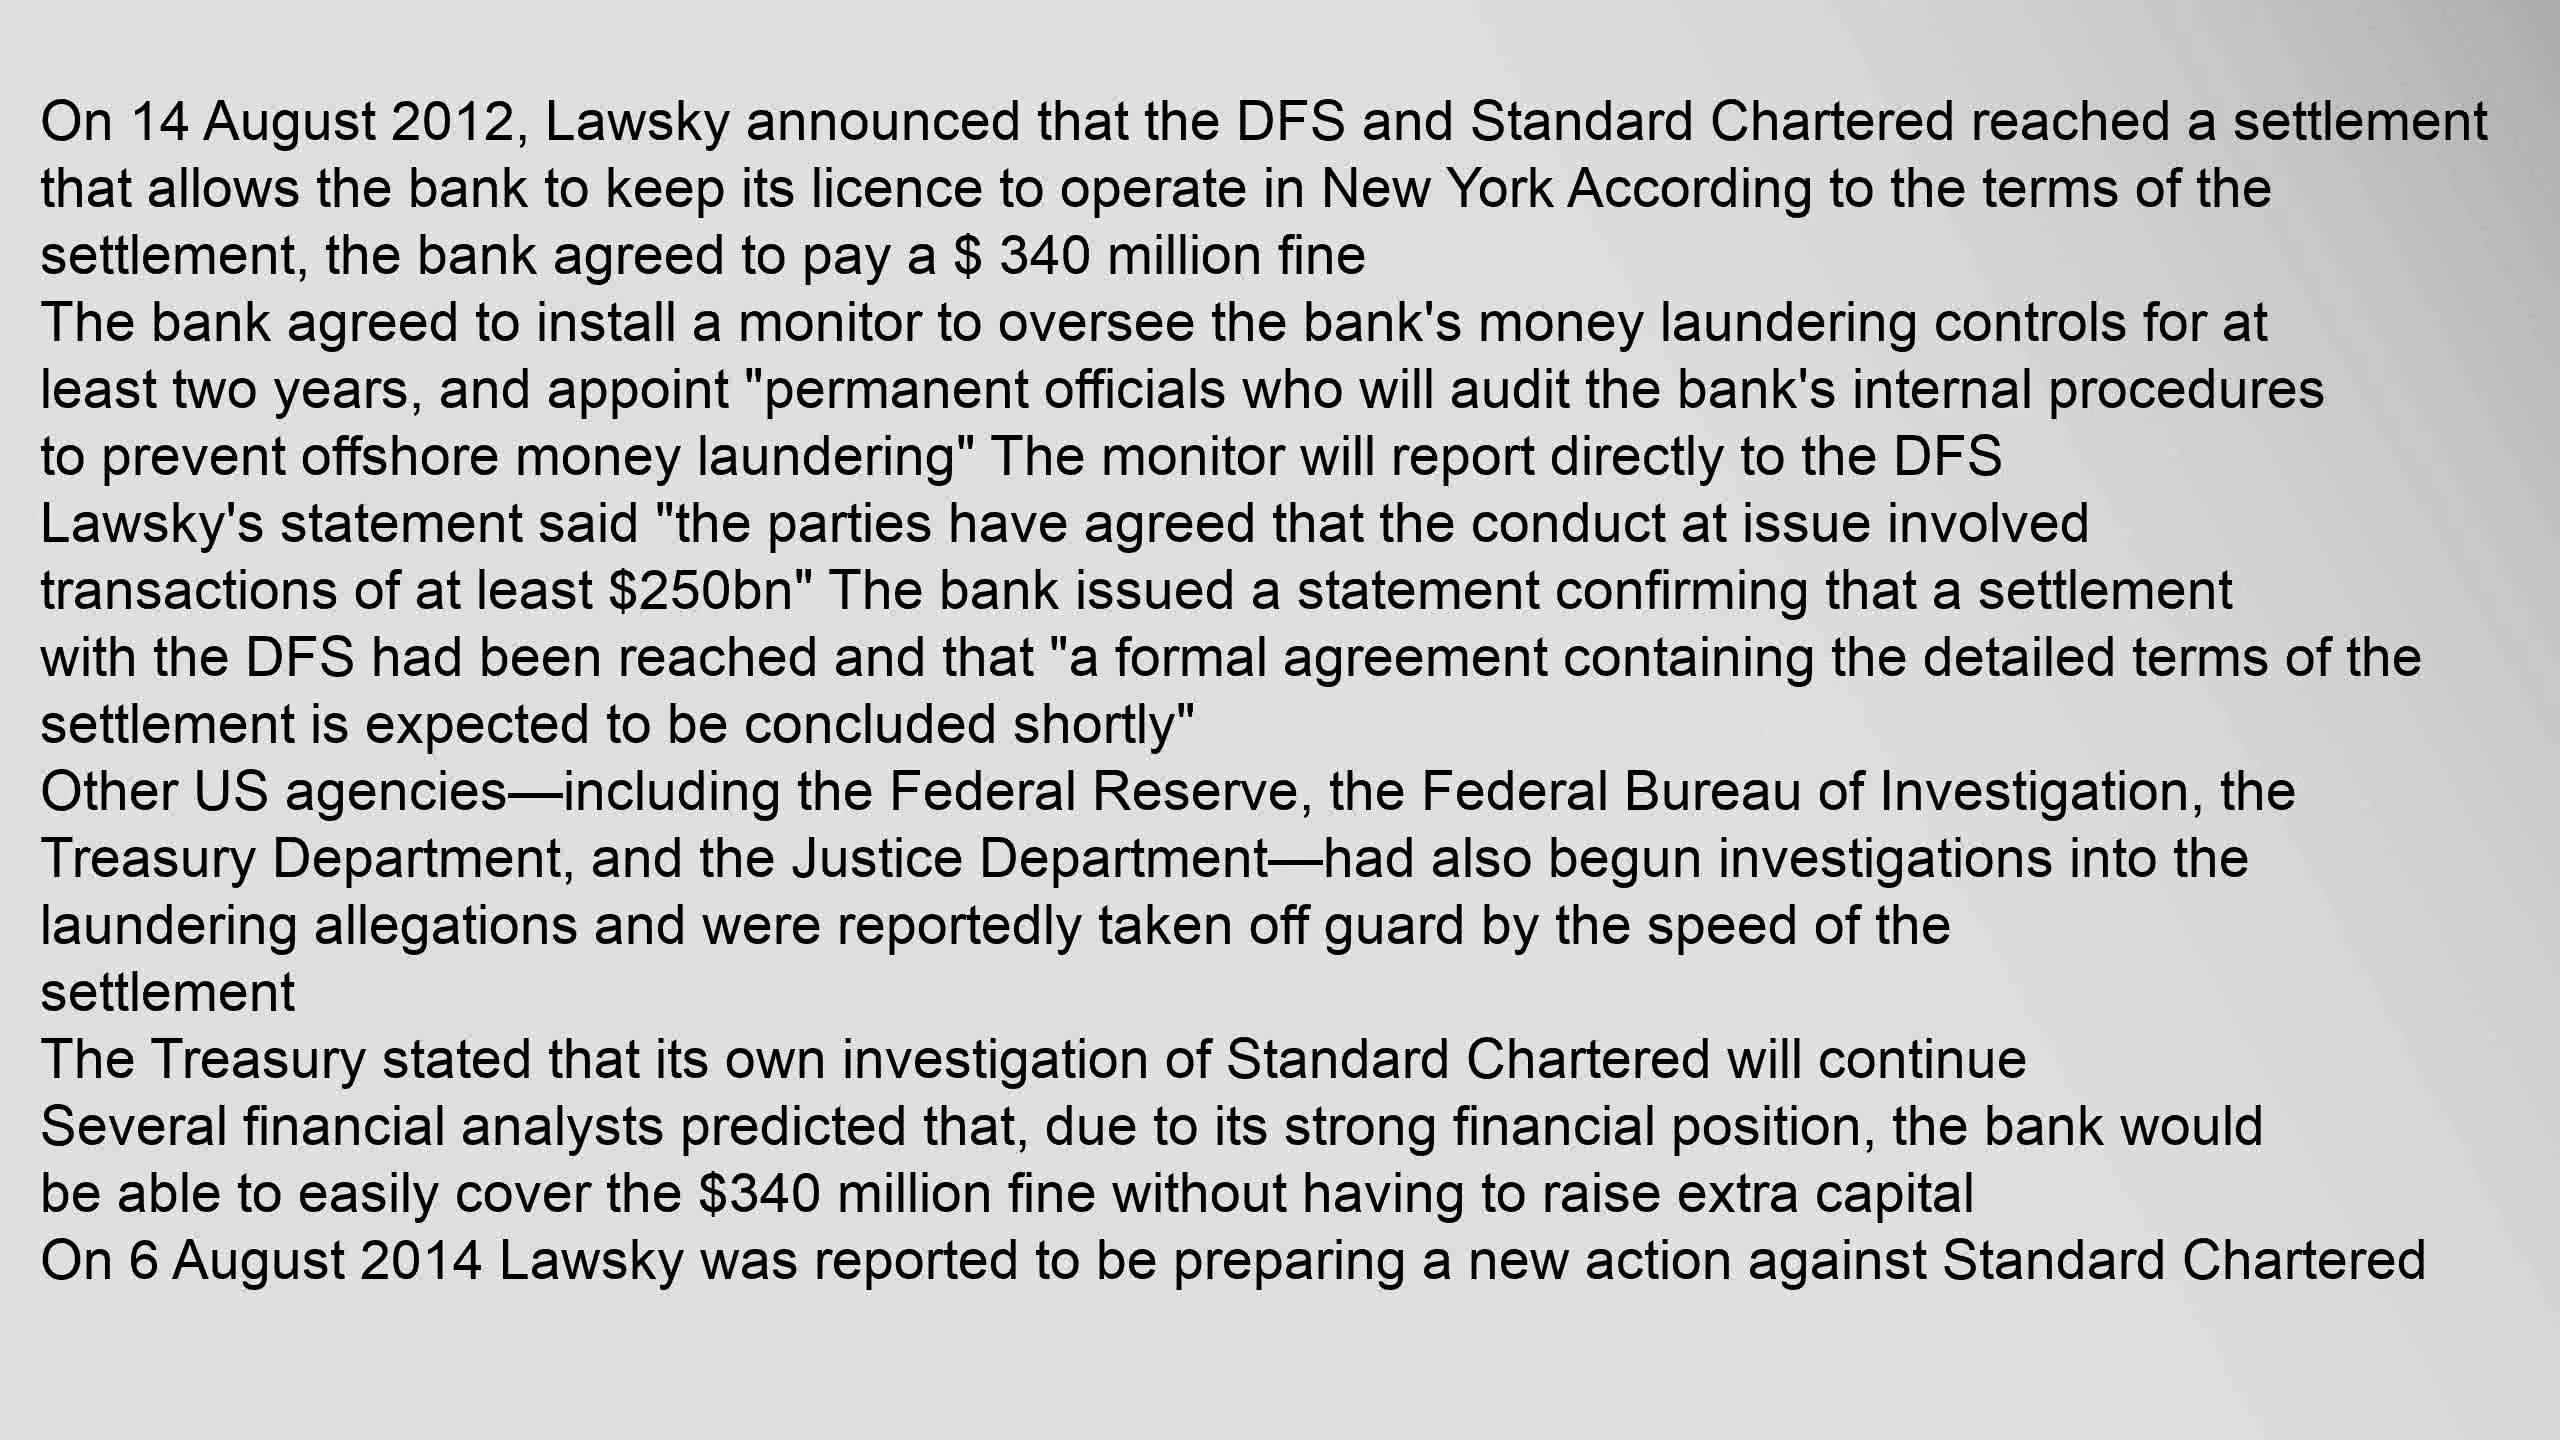 On 14 August 2012, Lawsky announced that the DFS and Standard Chartered reached a settlement
that allows the bank to keep its licence to operate in New York According to the terms of the
settlement, the bank agreed to pay a $ 340 million fine
The bank agreed to install a monitor to oversee the bank's money laundering controls for at
least two years, and appoint "permanent officials who will audit the bank's internal procedures
to prevent offshore money laundering" The monitor will report directly to the DFS
Lawsky's statement said "the parties have agreed that the conduct at issue involved
transactions of at least $250bn" The bank issued a statement confirming that a settlement
with the DFS had been reached and that "a formal agreement containing the detailed terms of the
settlement is expected to be concluded shortly"
Other US agencies—including the Federal Reserve, the Federal Bureau of Investigation, the
Treasury Department, and the Justice Department—had also begun investigations into the
laundering allegations and were reportedly taken off guard by the speed of the
settlement
The Treasury stated that its own investigation of Standard Chartered will continue
Several financial analysts predicted that, due to its strong financial position, the bank would
be able to easily cover the $340 million fine without having to raise extra capital
On 6 August 2014 Lawsky was reported to be preparing a new action against Standard Chartered